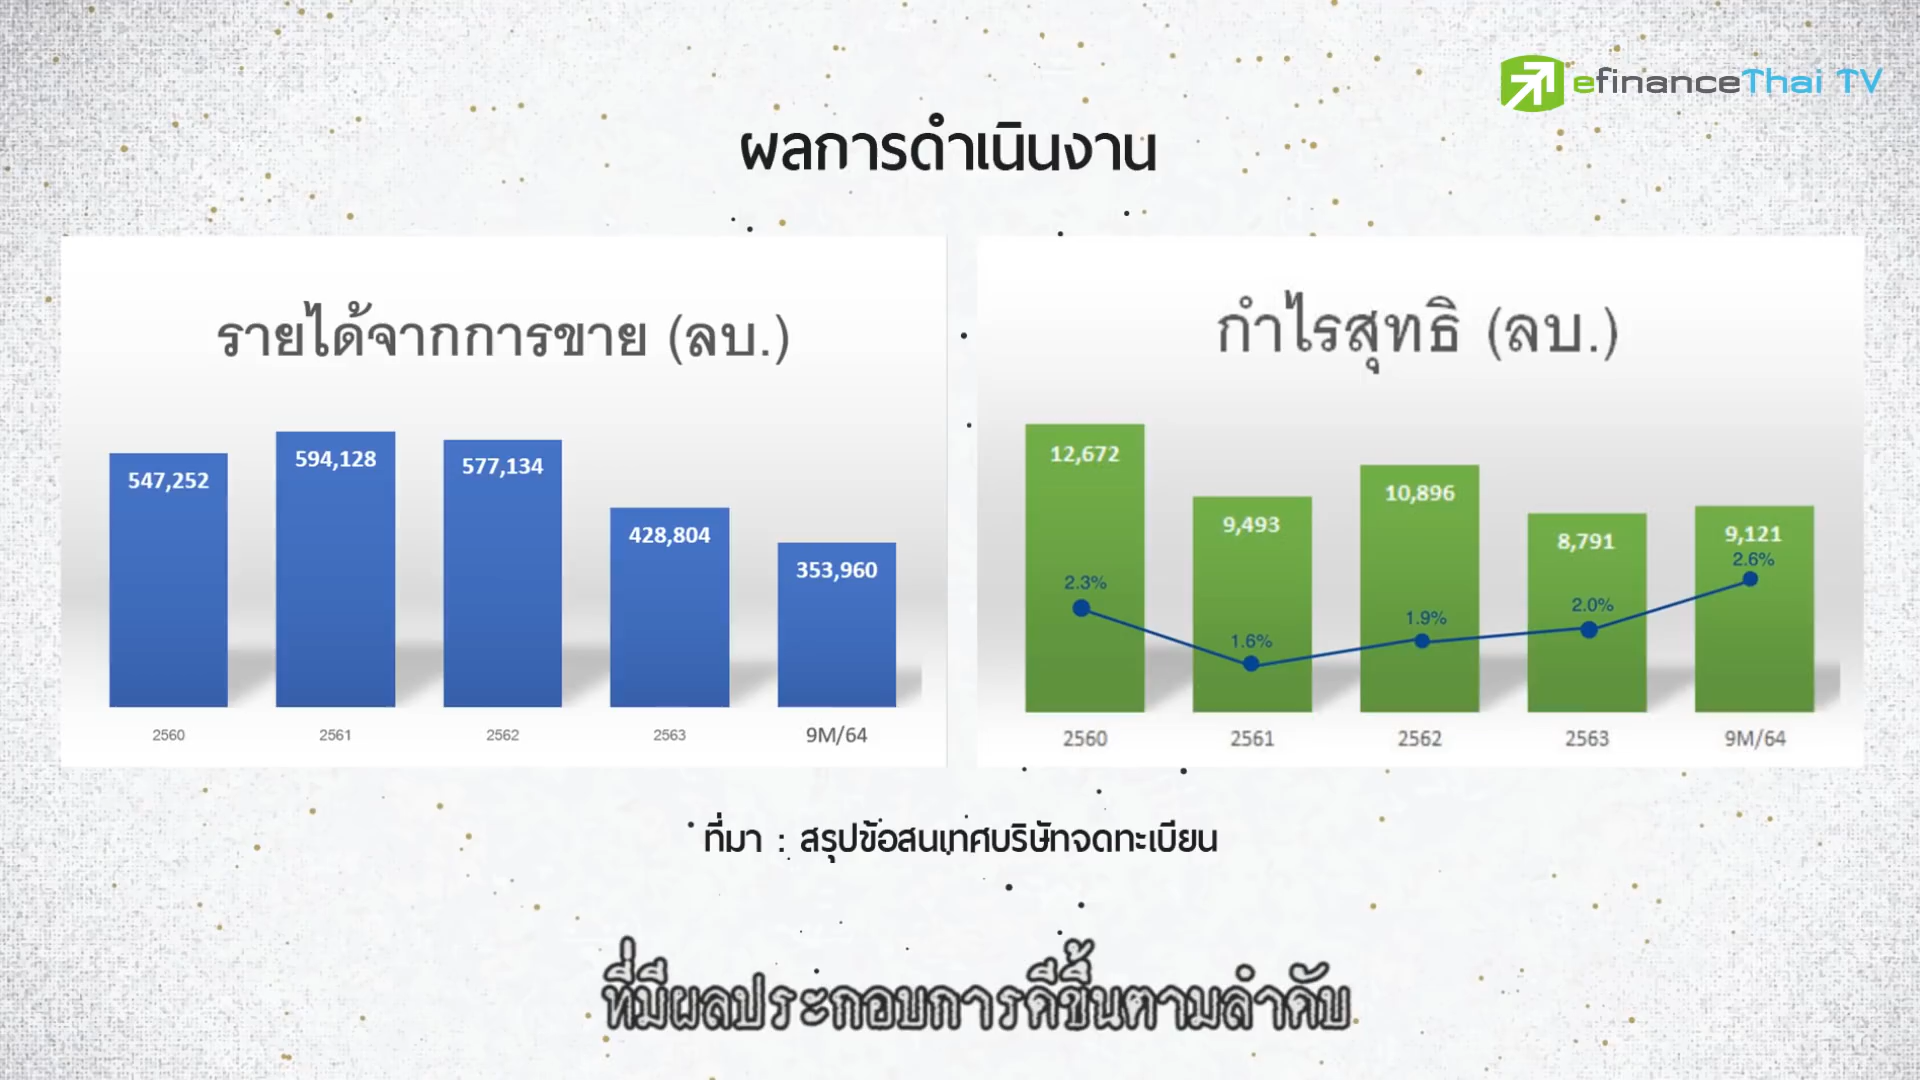 efinanceThai TV
ผลการดำเนินงาน
รายได้จากการขาย (ลบ.)
547,252
594,128
577,134
428,804
353,960
2560
2561
2562
2563
9M/64
กำไรสุทธิ (ลบ.)
12,672
9,493
10,896
8,791
9,121
2.3%
1.6%
1.9%
2.0%
2.6%
2560
2561
2562
2563
9M/64
ที่มา : สรุปข้อสนเทศบริษัทจดทะเบียน
ที่มีผลประกอบการดีขึ้นตามลำดับ